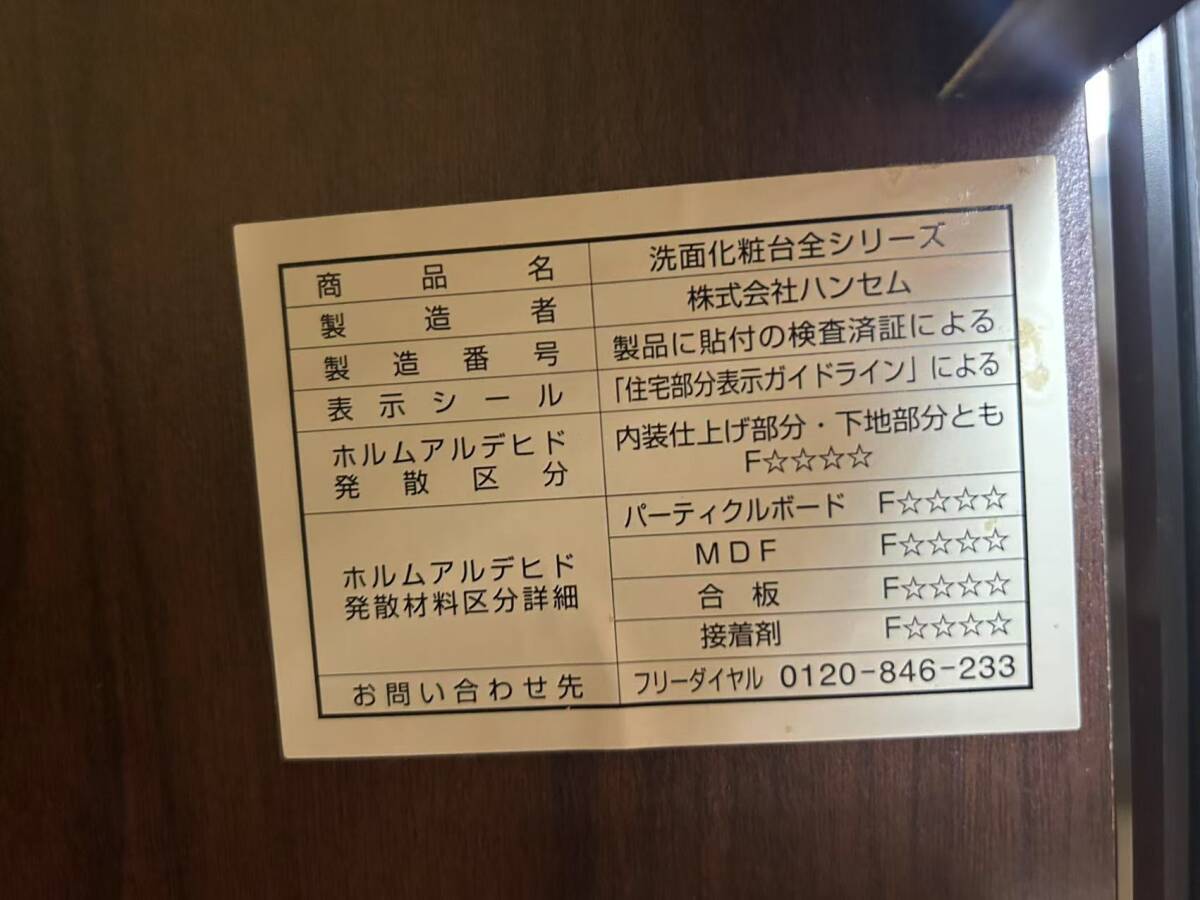 商品名 洗面化粧台全シリーズ
製造者 株式会社ハンセム
製造番号 製品に貼付の検査済証による
表示シール 「住宅部分表示ガイドライン」による
ホルムアルデヒド
発散区分
内装仕上げ部分・下地部分とも
F☆☆☆☆
ホルムアルデヒド
発散材料区分詳細
パーティクルボード F☆☆☆☆
MDF F☆☆☆☆
合板 F☆☆☆☆
接着剤 F☆☆☆☆
お問い合わせ先 フリーダイヤル 0120-846-233